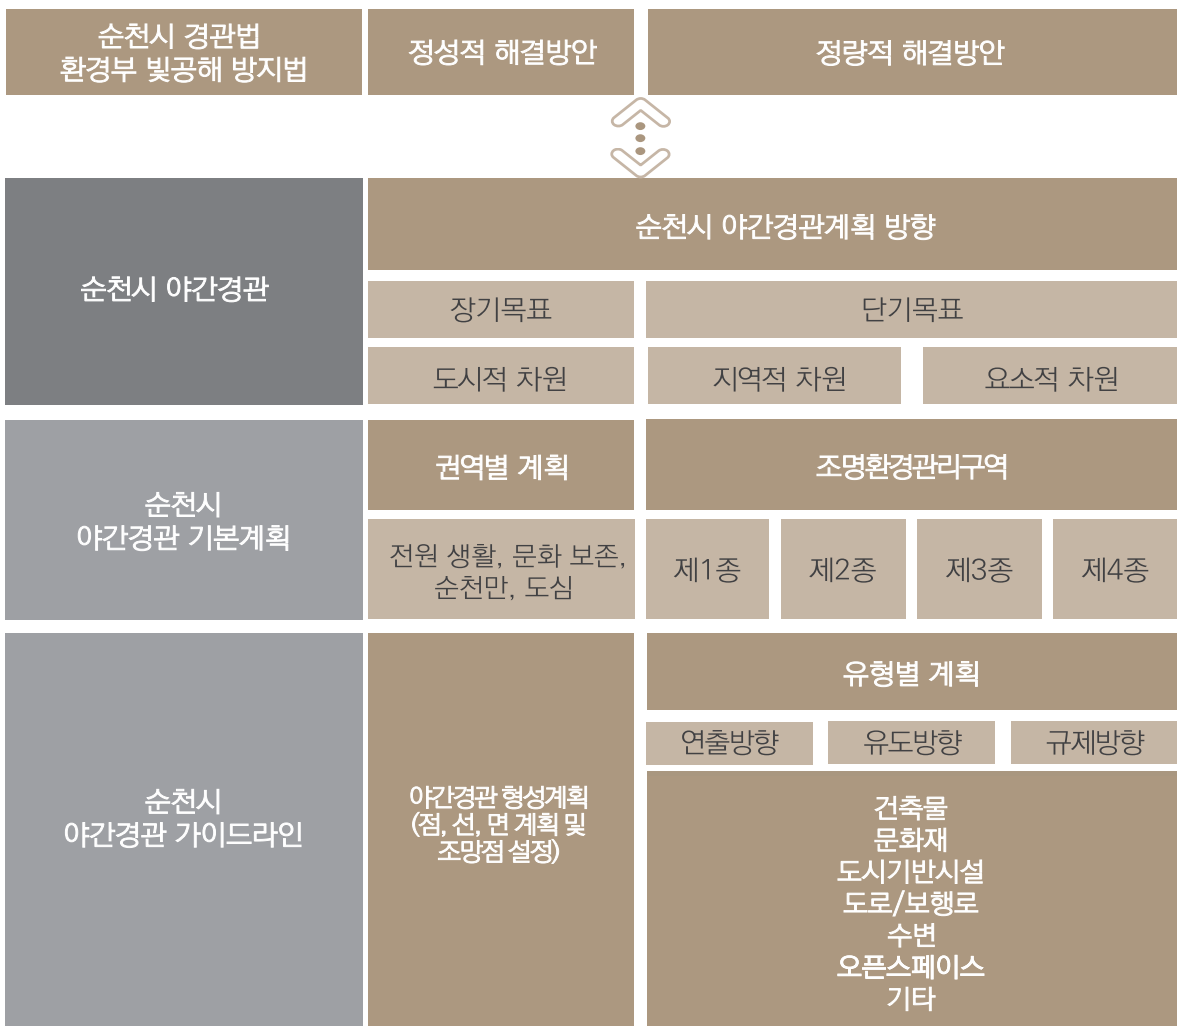 순천시 경관법
환경부 빛공해 방지법
정성적 해결방안
정량적 해결방안
순천시 야간경관
순천시 야간경관계획 방향
장기목표
단기목표
도시적 차원
지역적 차원
요소적 차원
순천시
야간경관 기본계획
권역별 계획
조명환경관리구역
전원 생활, 문화 보존,
순천만, 도심
제1종
제2종
제3종
제4종
순천시
야간경관 가이드라인
야간경관 형성계획
(점, 선, 면 계획 및
조망점 설정)
유형별 계획
연출방향
유도방향
규제방향
건축물
문화재
도시기반시설
도로/보행로
수변
오픈스페이스
기타